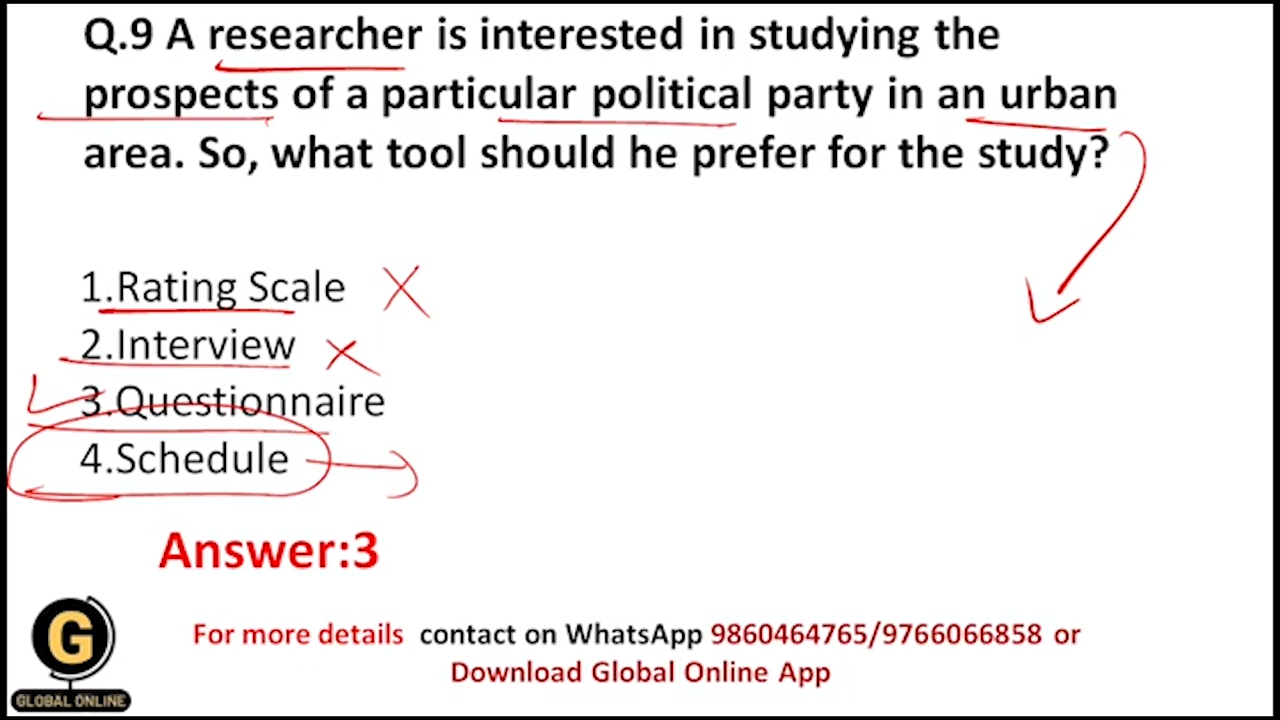 Q.9 A researcher is interested in studying the
prospects of a particular political party in an urban
area. So, what tool should he prefer for the study?
1.Rating Scale
2.Interview
3.Questionnaire
4.Schedule
Answer:3
For more details contact on WhatsApp 9860464765/9766066858 or
Download Global Online App
G
GLOBAL ONLINE